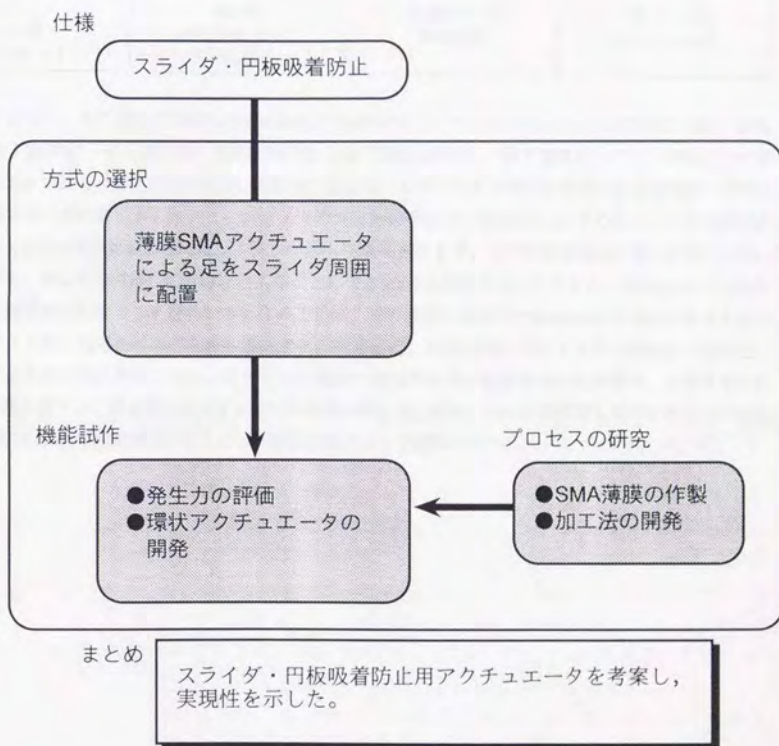 仕様
スライダ・円板吸着防止
方式の選択
薄膜SMAアクチュエータ
による足をスライダ周囲
に配置
機能試作
●発生力の評価
●環状アクチュエータの
開発
プロセスの研究
●SMA薄膜の作製
●加工法の開発
まとめ
スライダ・円板吸着防止用アクチュエータを考案し,
実現性を示した。